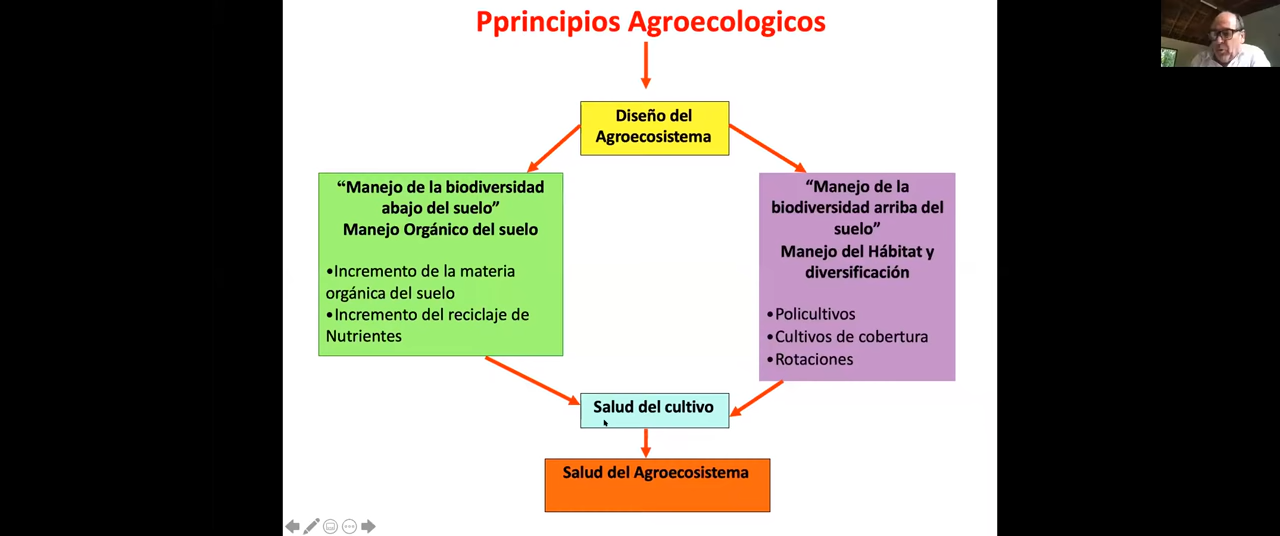 Pprincipios Agroecologicos
Diseño del
Agroecosistema
“Manejo de la biodiversidad
abajo del suelo”
Manejo Orgánico del suelo
•Incremento de la materia
orgánica del suelo
•Incremento del reciclaje de
Nutrientes
“Manejo de la
biodiversidad arriba del
suelo”
Manejo del Hábitat y
diversificación
•Policultivos
•Cultivos de cobertura
•Rotaciones
Salud del cultivo
Salud del Agroecosistema